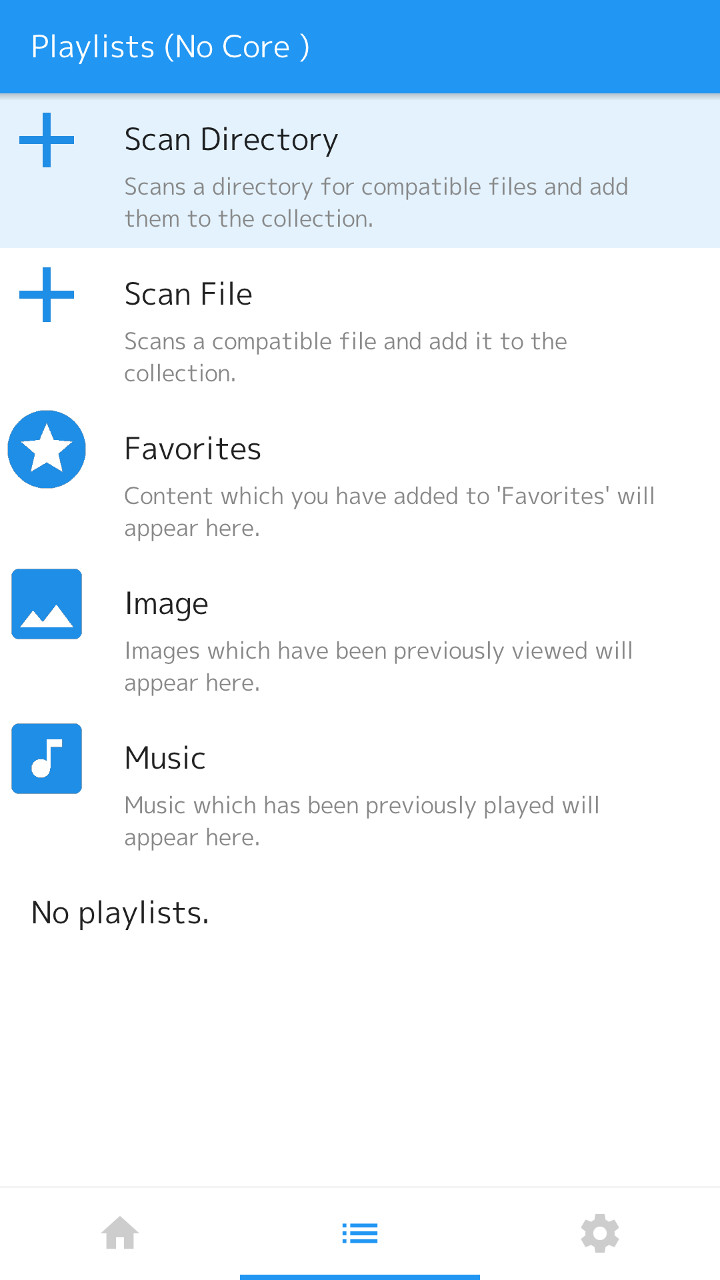 Playlists (No Core )
Scan Directory
Scans a directory for compatible files and add
them to the collection.
Scan File
Scans a compatible file and add it to the
collection.
Favorites
Content which you have added to 'Favorites' will
appear here.
Image
Images which have been previously viewed will
appear here.
Music
Music which has been previously played will
appear here.
No playlists.